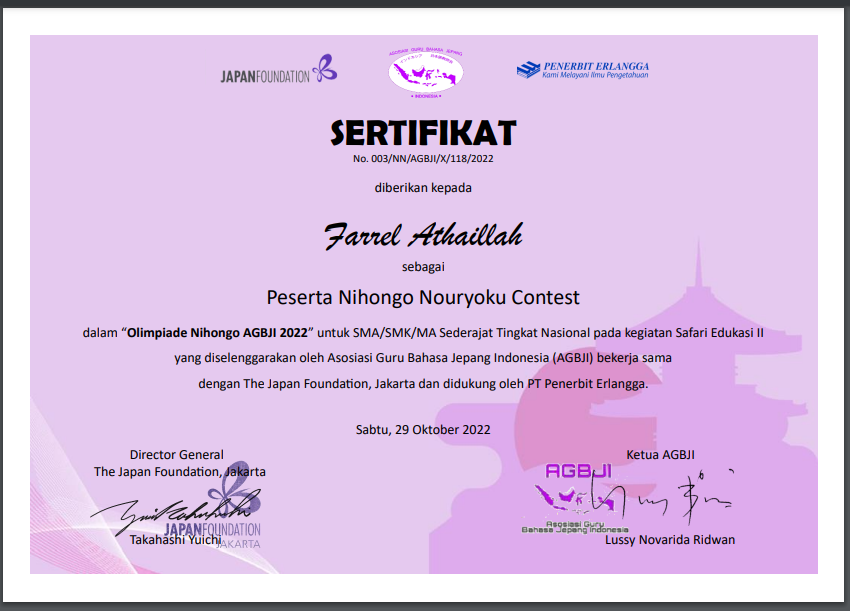 JAPANFOUNDATION
ASOSIASI GURU BAHASA JEPANG
INDONESIA
PENERBIT ERLANGGA
Kami Melayani Ilmu Pengetahuan
SERTIFIKAT
No. 003/NN/AGBJI/X/118/2022
diberikan kepada
Farrel Athaillah
sebagai
Peserta Nihongo Nouryoku Contest
dalam “Olimpiade Nihongo AGBJI 2022” untuk SMA/SMK/MA Sederajat Tingkat Nasional pada kegiatan Safari Edukasi II
yang diselenggarakan oleh Asosiasi Guru Bahasa Jepang Indonesia (AGBJI) bekerja sama
dengan The Japan Foundation, Jakarta dan didukung oleh PT Penerbit Erlangga.
Sabtu, 29 Oktober 2022
Director General
The Japan Foundation, Jakarta
JAPANFOUNDATION
JAKARTA
Takahashi Yuichi
Ketua AGBJI
AGBJI
Asosiasi Guru
Bahasa Jepang Indonesia
Lussy Novarida Ridwan